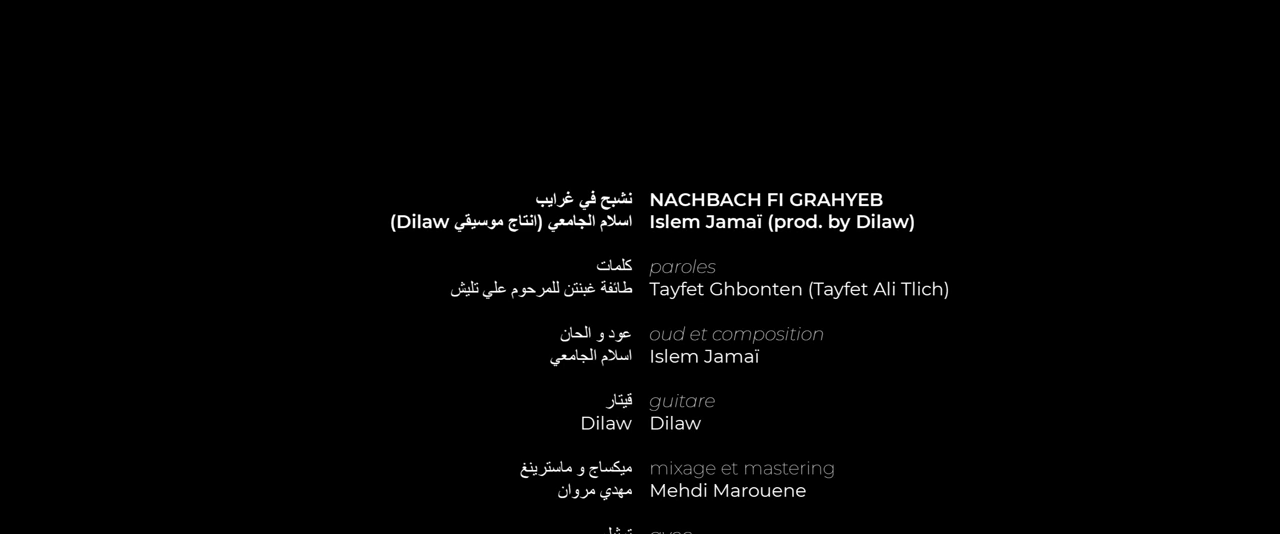 نشبح في غرايب NACHBACH FI GRAHYEB
اسلام الجامعي (انتاج موسيقي Dilaw) Islem Jamaï (prod. by Dilaw)
كلمات paroles
طائفة غبنتن للمرحوم علي تليش Tayfet Ghbonten (Tayfet Ali Tlich)
عود و الحان oud et composition
اسلام الجامعي Islem Jamaï
قيتار guitare
Dilaw Dilaw
ميكساج و ماسترينغ mixage et mastering
مهدي مروان Mehdi Marouene